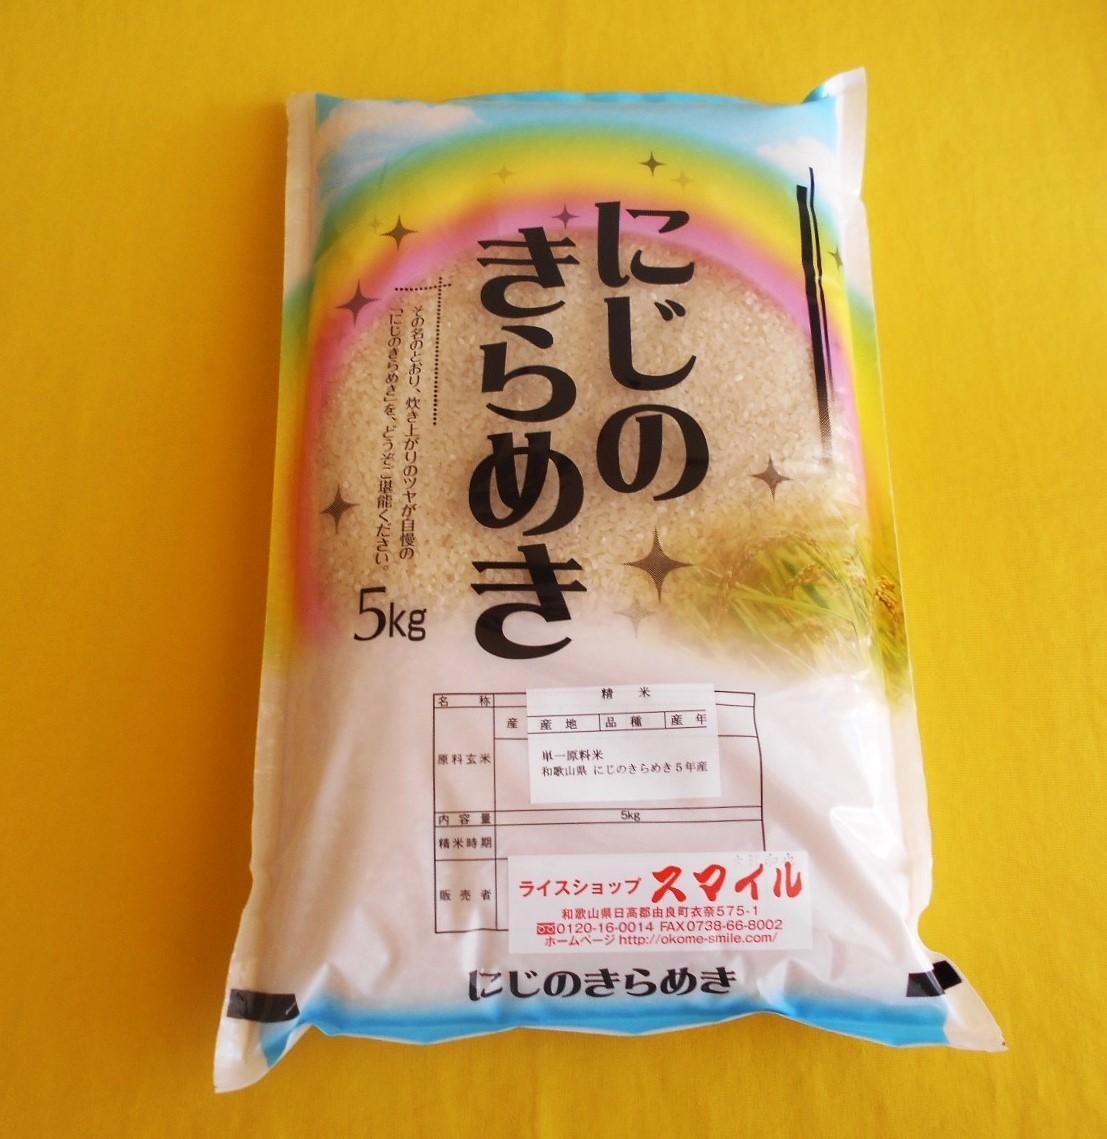 にじの
きらめき
その名のとおり、炊き上がりのツヤが自慢の
「にじのきらめき」を、どうぞご堪能ください。
5kg
名称
精米
産
産地 品種 産年
原料玄米
単一原料米
和歌山県 にじのきらめき5年産
内容量 5kg
精米時期
販売者
ライスショップ スマイル
和歌山県日高郡由良町衣奈575-1
0120-16-0014 FAX0738-66-8002
ホームページ http://okome-smile.com/
にじのきらめき